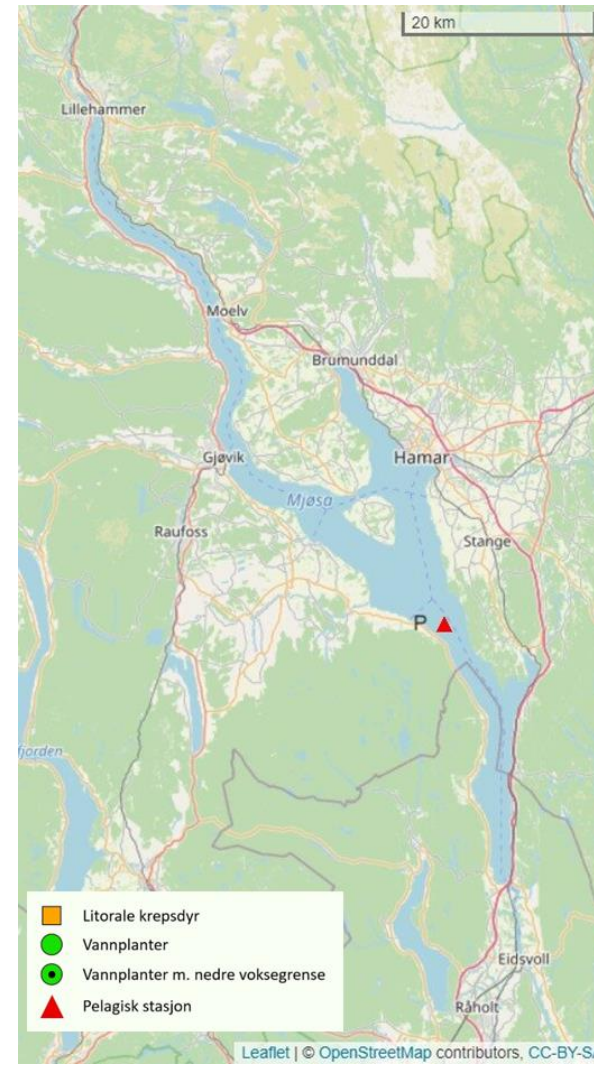 20 km
Lillehammer
Moelv
Brumunddal
Gjøvik
Hamar
Mjøsa
Raufoss
Stange
P
fjorden
Litorale krepsdyr
Vannplanter
Vannplanter m. nedre voksegrense
Pelagisk stasjon
Eidsvoll
Råholt
Leaflet | © OpenStreetMap contributors, CC-BY-SA